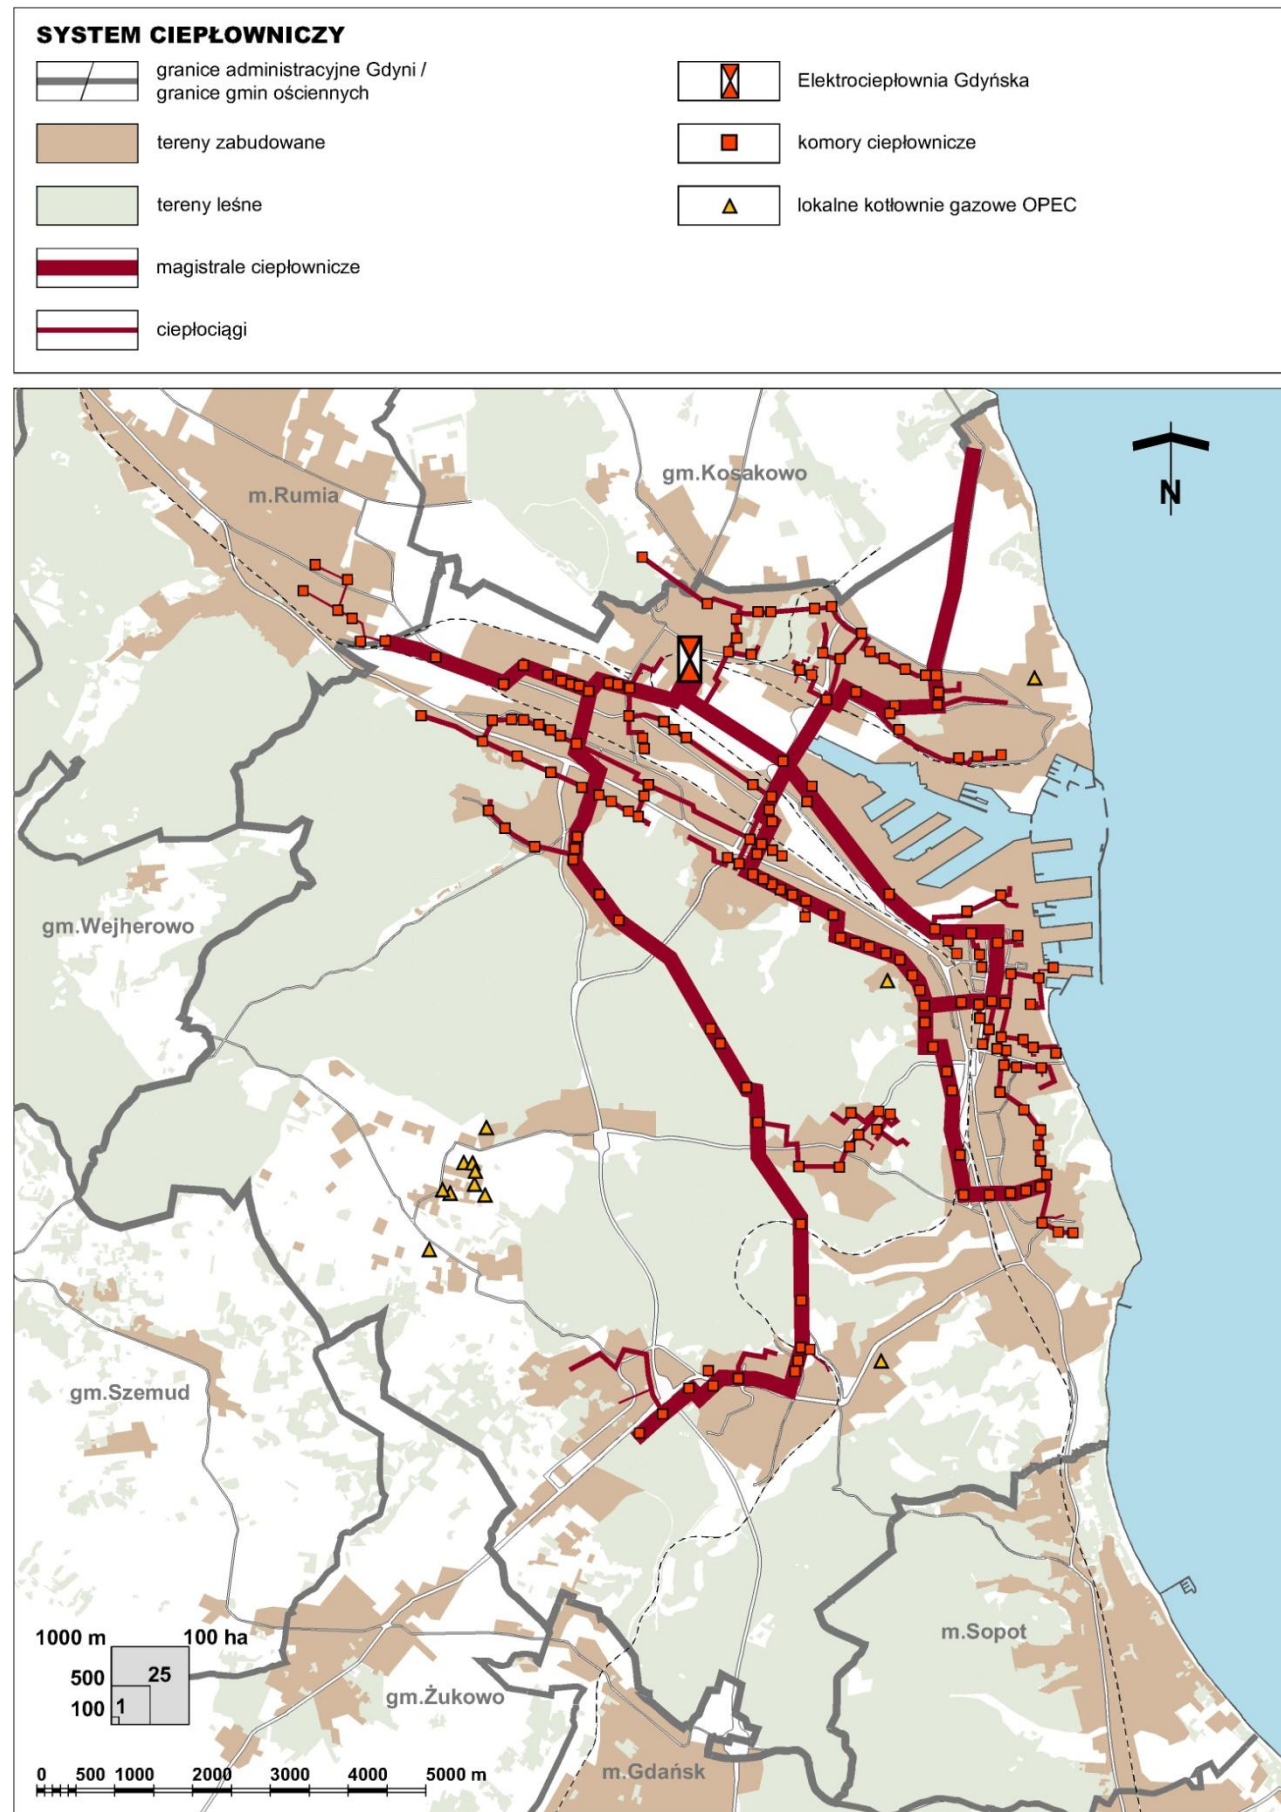 SYSTEM CIEPŁOWNICZY
granice administracyjne Gdyni /
granice gmin ościennych
tereny zabudowane
tereny leśne
magistrale ciepłownicze
ciepłociągi
Elektrociepłownia Gdyńska
komory ciepłownicze
lokalne kotłownie gazowe OPEC
gm.Kosakowo
m.Rumia
N
gm.Wejherowo
gm.Szemud
m.Sopot
gm.Żukowo
m.Gdańsk
1000 m 100 ha
500 25
100 1
0 500 1000 2000 3000 4000 5000 m